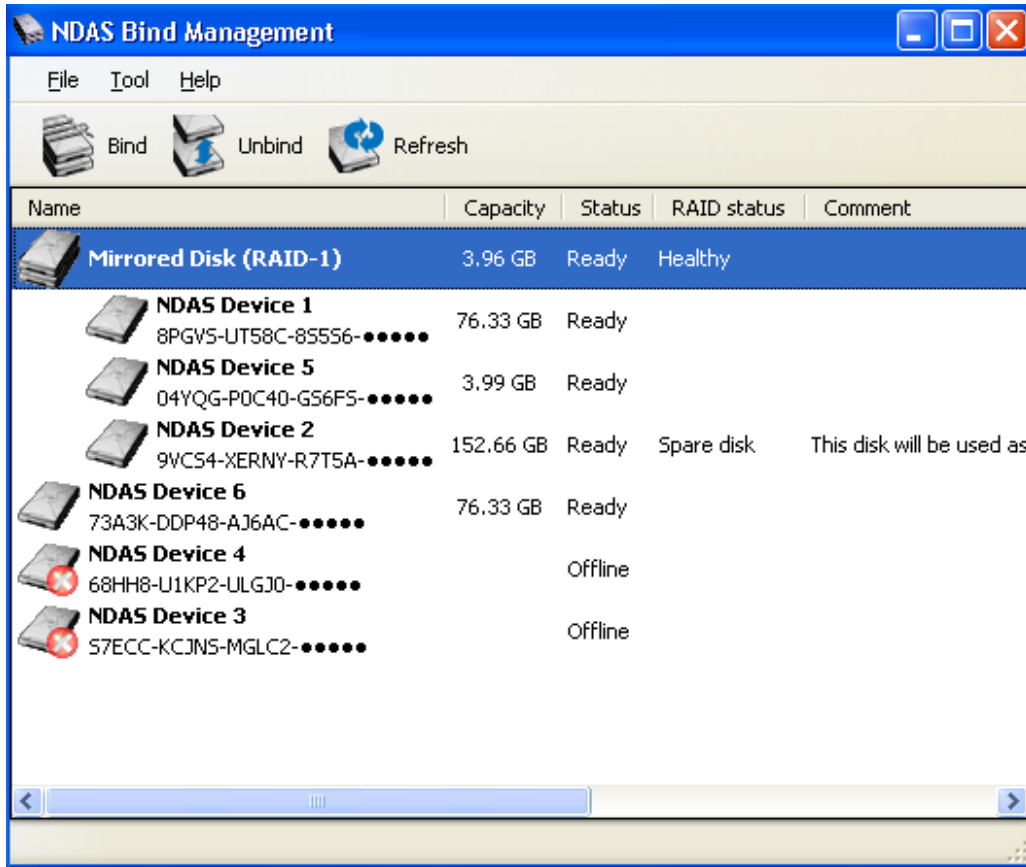 NDAS Bind Management
File Tool Help
Bind Unbind Refresh
Name Capacity Status RAID status Comment
Mirrored Disk (RAID-1) 3.96 GB Ready Healthy
NDAS Device 1
8PGVS-UT58C-8S5S6-●●●●● 76.33 GB Ready
NDAS Device 5
04YQG-P0C40-GS6FS-●●●●● 3.99 GB Ready
NDAS Device 2
9VCS4-XERNY-R7T5A-●●●●● 152.66 GB Ready Spare disk This disk will be used as
NDAS Device 6
73A3K-DDP48-AJ6AC-●●●●● 76.33 GB Ready
NDAS Device 4
68HH8-U1KP2-ULGJ0-●●●●● Offline
NDAS Device 3
S7ECC-KCJNS-MGLC2-●●●●● Offline